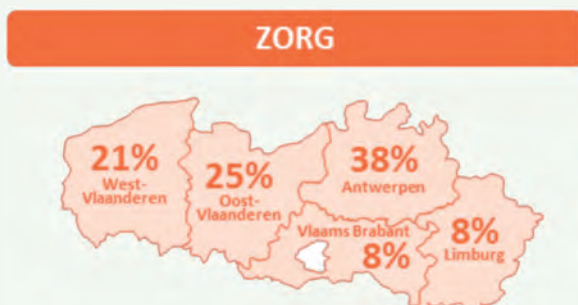 ZORG
21%
West-
Vlaanderen
25%
Oost-
Vlaanderen
38%
Antwerpen
Vlaams Brabant
8%
8%
Limburg